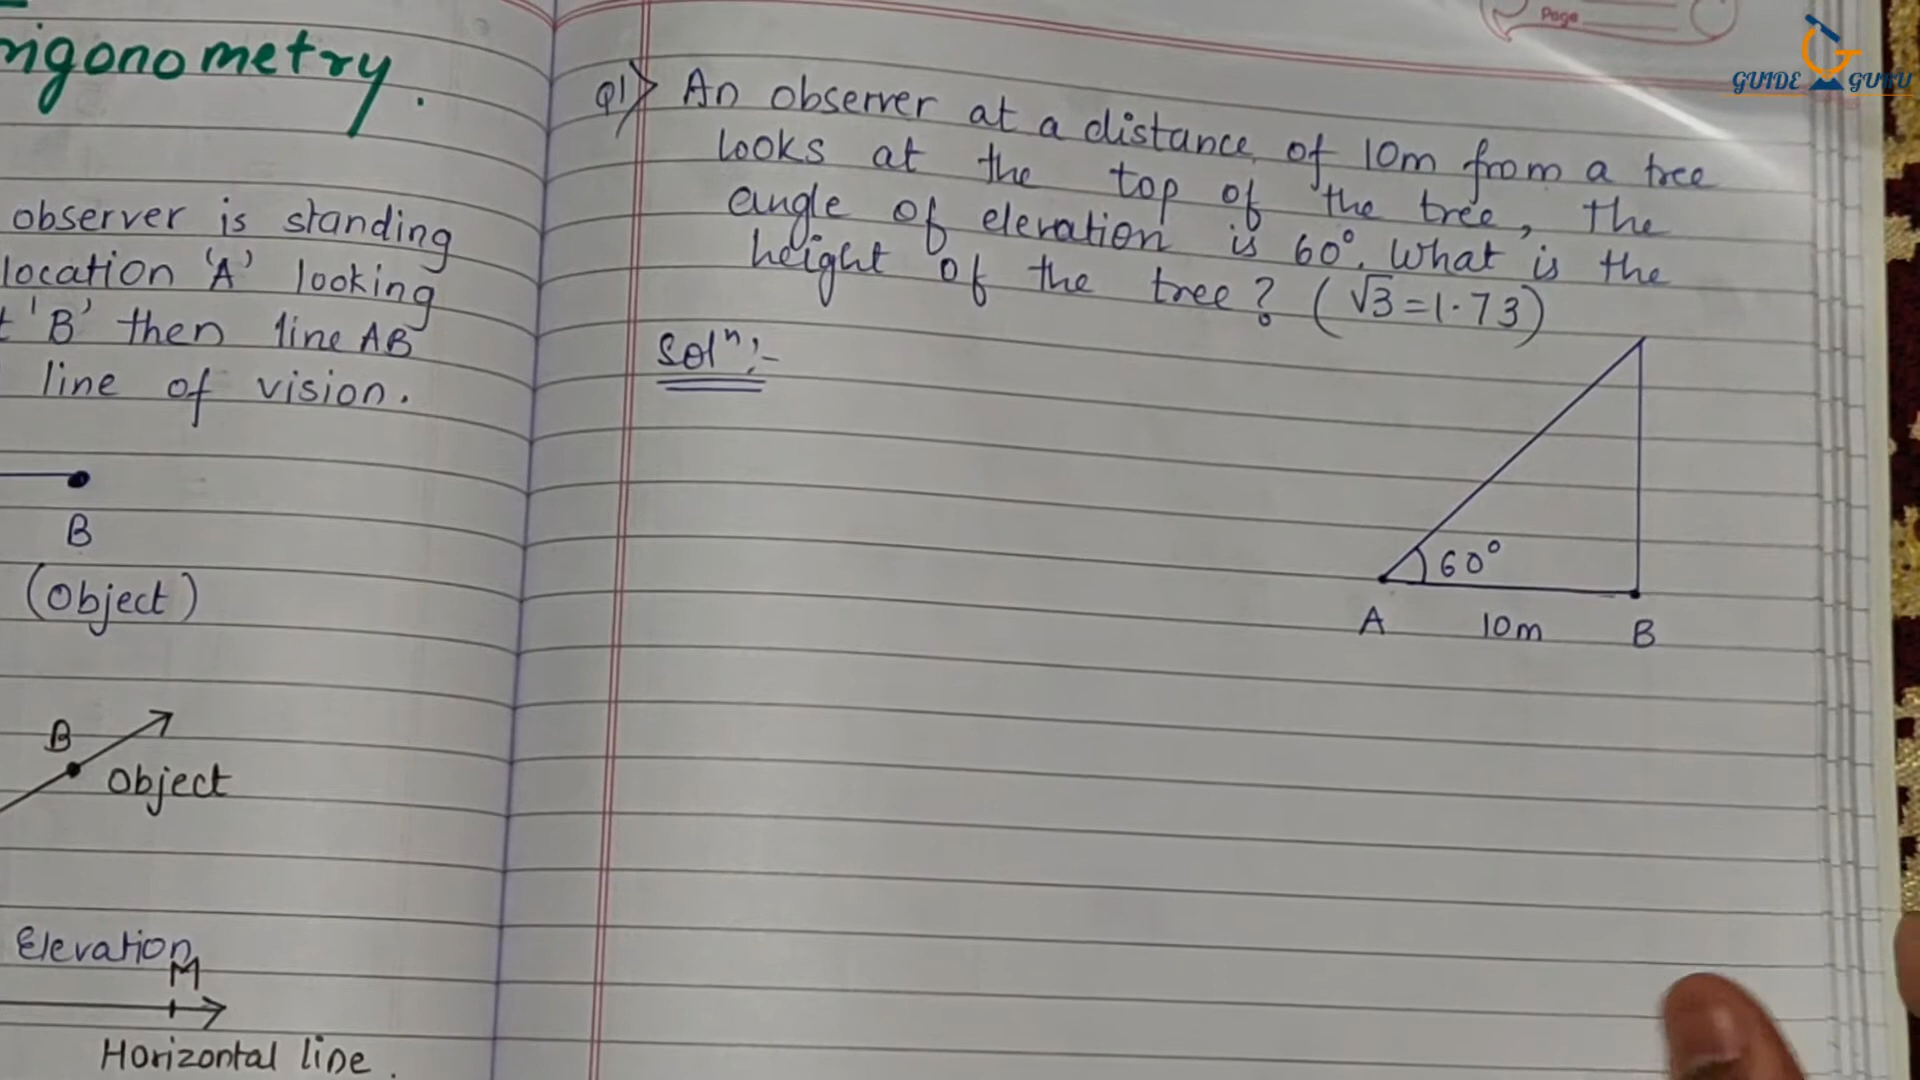 rigonometry.
observer is standing
location 'A' looking
t 'B' then line AB
line of vision.
B
(Object)
B
Object
Elevation
M
Horizontal line.
Page
GUIDE GURU
Q1) An observer at a distance of 10m from a tree
looks at the top of the tree, the
angle of elevation is 60°. What is the
height of the tree? (√3=1.73)
Solⁿ:-
60°
A 10m B